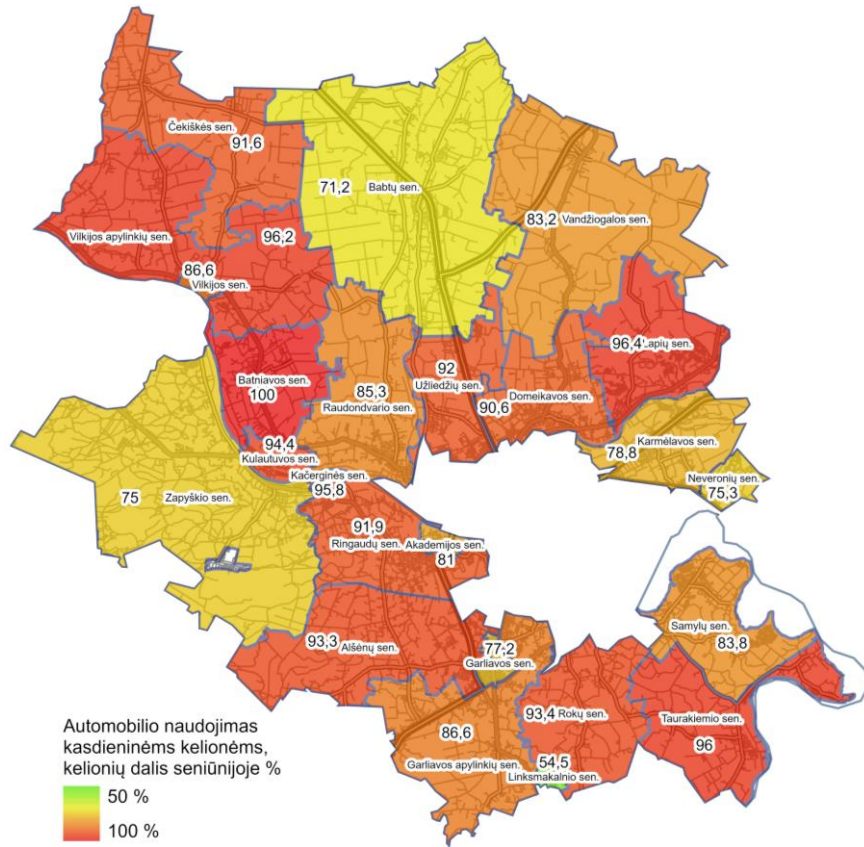 Čekiškės sen.
91,6
71,2
Babtų sen.
83,2
Vandžiogalos sen.
Vilkijos apylinkių sen.
96,2
86,6
Vilkijos sen.
96,4
Lapių sen.
Batniavos sen.
100
85,3
Raudondvario sen.
92
Užliedžių sen.
90,6
Domeikavos sen.
94,4
Kulautuvos sen.
Karmėlavos sen.
78,8
Kačerginės sen.
95,8
Neveronių sen.
75,3
75
Zapyškio sen.
91,9
Ringaudų sen.
Akademijos sen.
81
Samylų sen.
83,8
93,3
Alšėnų sen.
77,2
Garliavos sen.
93,4
Rokų sen.
Taurakiemio sen.
96
86,6
Garliavos apylinkių sen.
54,5
Linksmakalnio sen.
Automobilio naudojimas
kasdieninėms kelionėms,
kelionių dalis seniūnijoje %
50 %
100 %